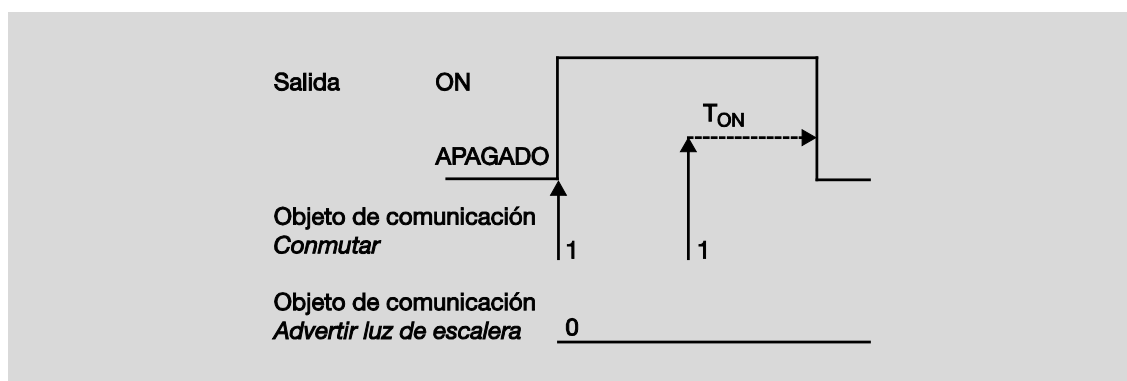 Salida ON
T_ON
APAGADO
Objeto de comunicación
Conmutar 1 1
Objeto de comunicación
Advertir luz de escalera 0